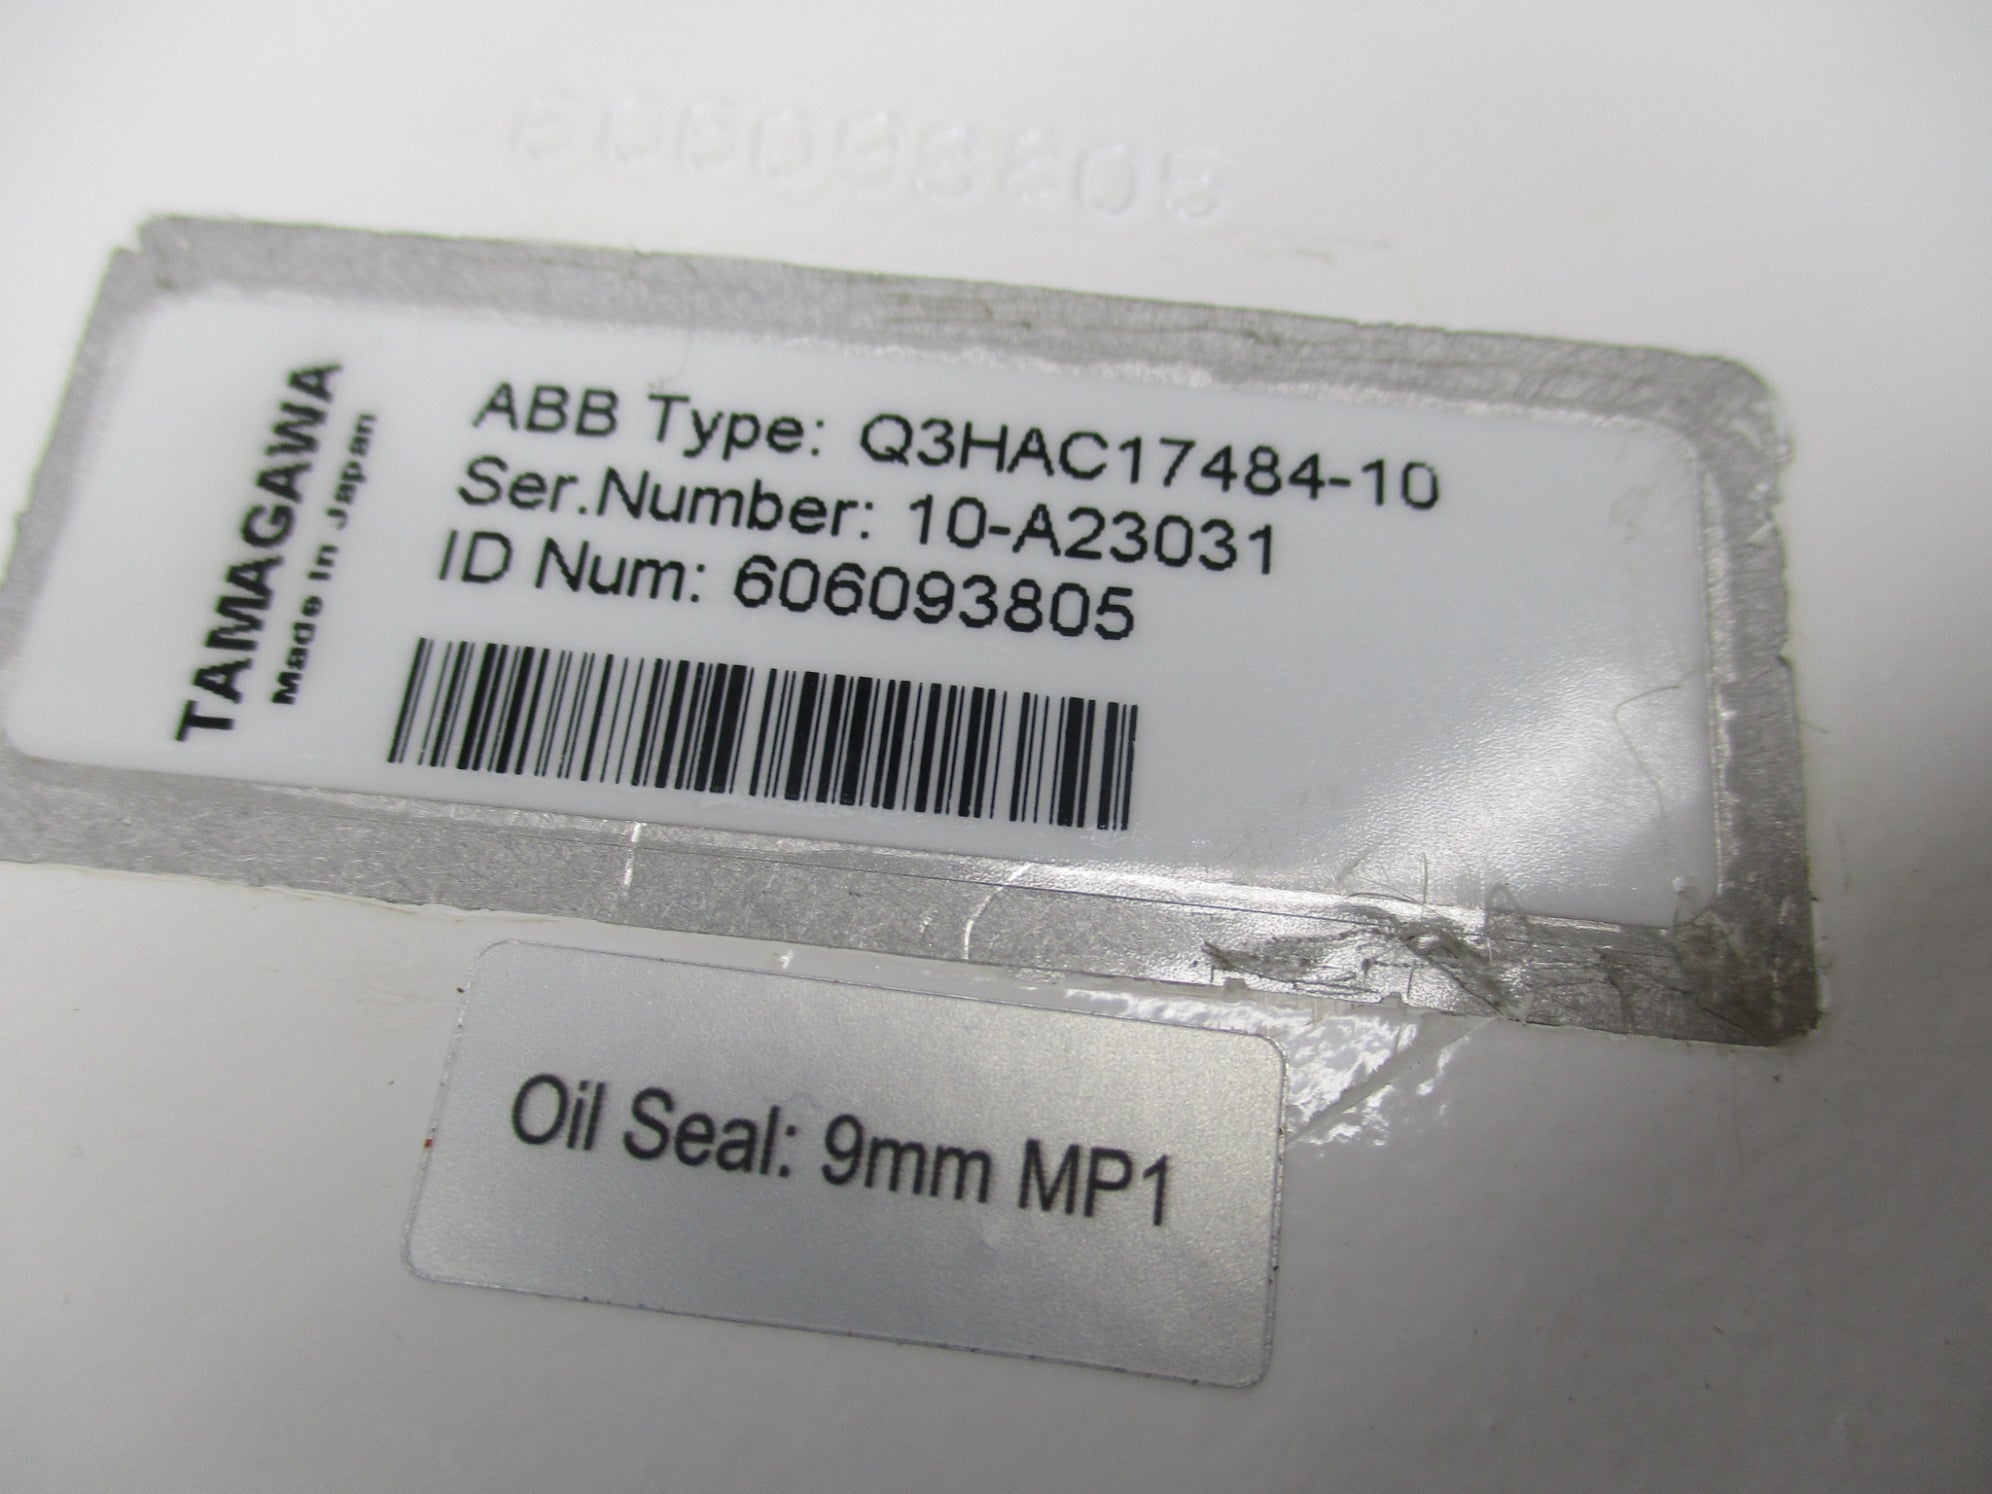 606093805
TAMAGAWA
Made In Japan
ABB Type: Q3HAC17484-10
Ser.Number: 10-A23031
ID Num: 606093805
Oil Seal: 9mm MP1